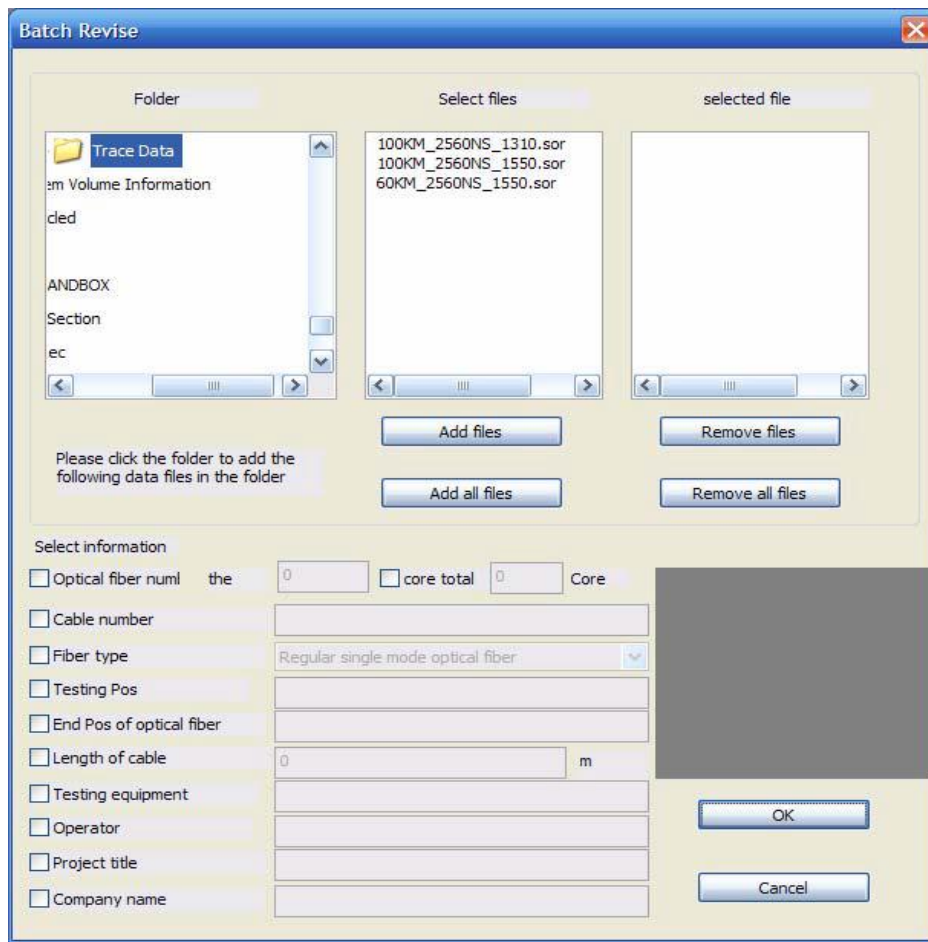 Batch Revise
Folder
Select files
selected file
Trace Data
em Volume Information
cled
ANDBOX
Section
ec
100KM_2560NS_1310.sor
100KM_2560NS_1550.sor
60KM_2560NS_1550.sor
Add files
Remove files
Please click the folder to add the
following data files in the folder
Add all files
Remove all files
Select information
Optical fiber numl the 0 core total 0 Core
Cable number
Fiber type Regular single mode optical fiber
Testing Pos
End Pos of optical fiber
Length of cable 0 m
Testing equipment
OK
Operator
Project title
Cancel
Company name